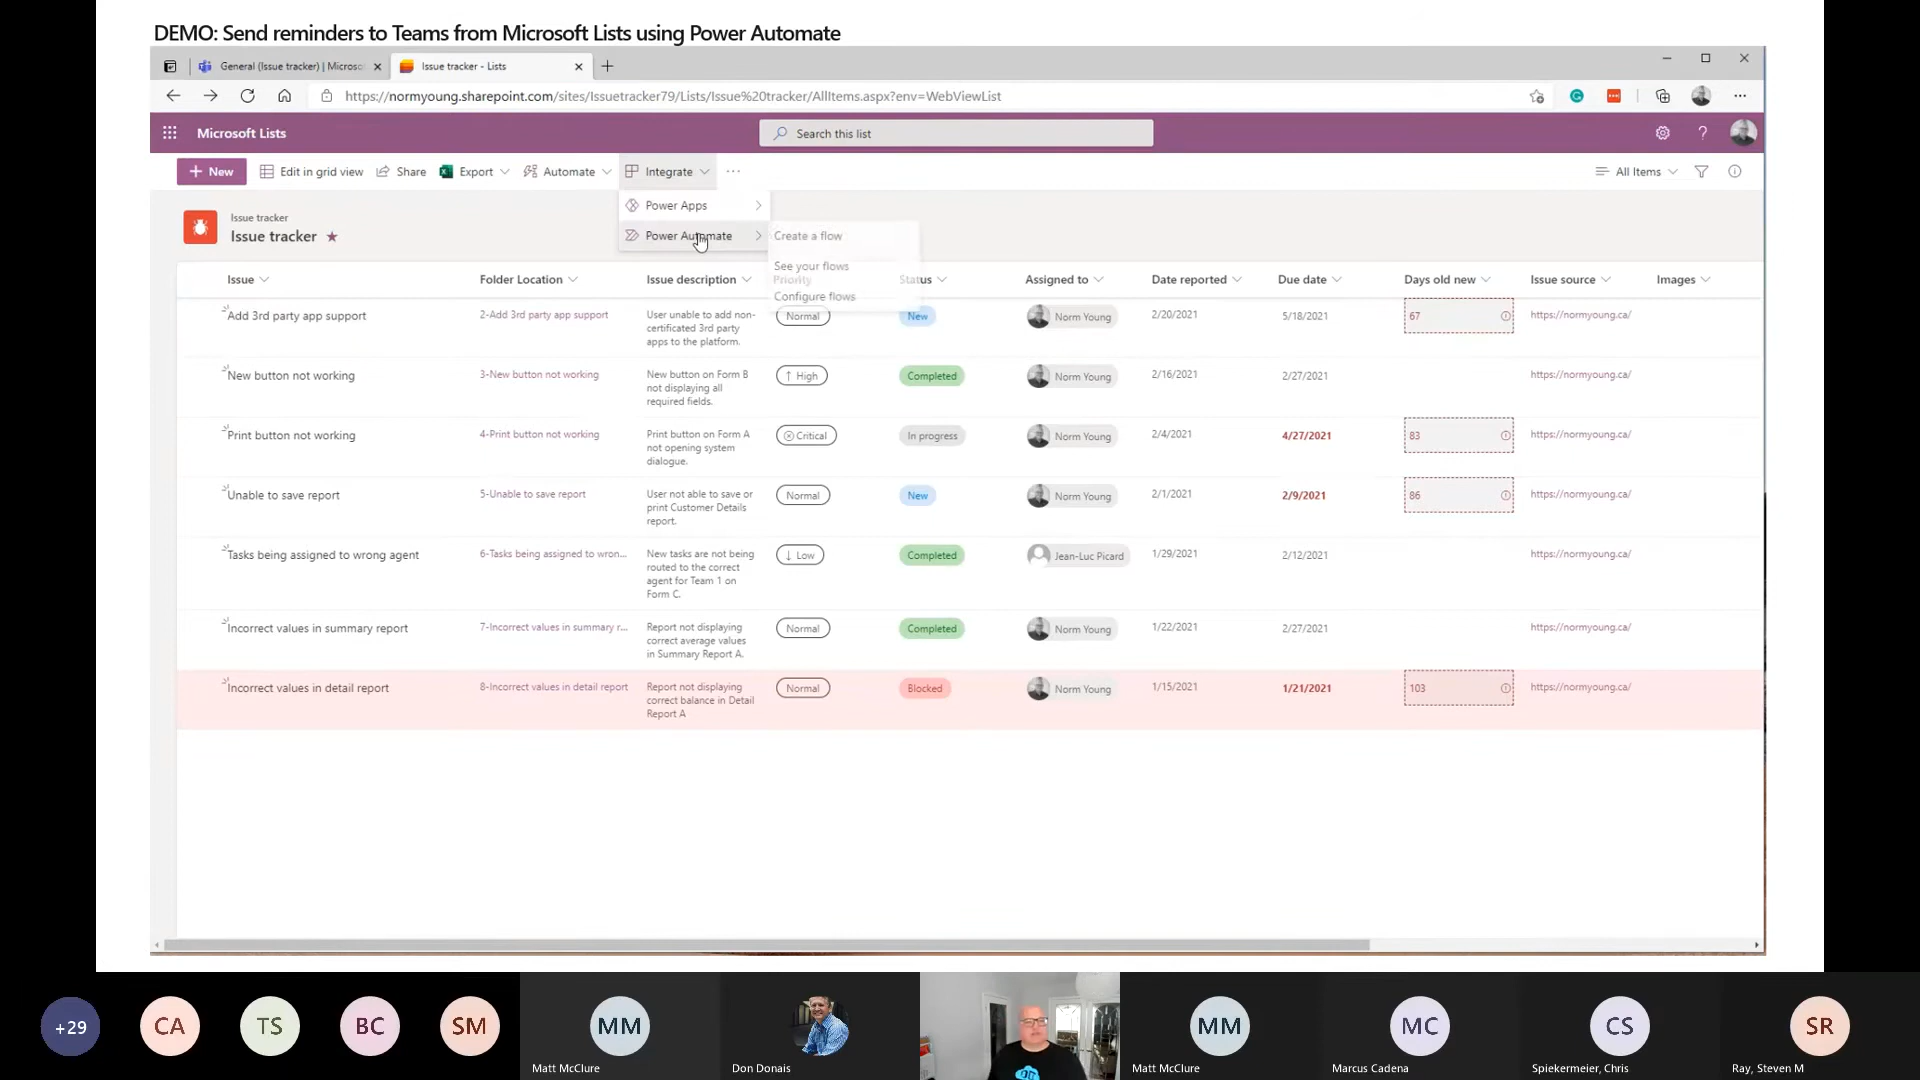 DEMO: Send reminders to Teams from Microsoft Lists using Power Automate
General (Issue tracker) | Microso
Issue tracker - Lists
https://normyoung.sharepoint.com/sites/Issuetracker79/Lists/Issue%20tracker/AllItems.aspx?env=WebViewList
Microsoft Lists
Search this list
+ New
Edit in grid view
Share
Export
Automate
Integrate
...
All Items
Power Apps
Power Automate
Create a flow
See your flows
Configure flows
Issue tracker
Issue tracker ★
Issue
Folder Location
Issue description
Priority
Status
Assigned to
Date reported
Due date
Days old new
Issue source
Images
Add 3rd party app support
2-Add 3rd party app support
User unable to add non-
certificated 3rd party
apps to the platform.
Normal
New
Norm Young
2/20/2021
5/18/2021
67
https://normyoung.ca/
New button not working
3-New button not working
New button on Form B
not displaying all
required fields.
↑ High
Completed
Norm Young
2/16/2021
2/27/2021
https://normyoung.ca/
Print button not working
4-Print button not working
Print button on Form A
not opening system
dialogue.
Critical
In progress
Norm Young
2/4/2021
4/27/2021
83
https://normyoung.ca/
Unable to save report
5-Unable to save report
User not able to save or
print Customer Details
report.
Normal
New
Norm Young
2/1/2021
2/9/2021
86
https://normyoung.ca/
Tasks being assigned to wrong agent
6-Tasks being assigned to wron...
New tasks are not being
routed to the correct
agent for Team 1 on
Form C.
↓ Low
Completed
Jean-Luc Picard
1/29/2021
2/12/2021
https://normyoung.ca/
Incorrect values in summary report
7-Incorrect values in summary r...
Report not displaying
correct average values
in Summary Report A.
Normal
Completed
Norm Young
1/22/2021
2/27/2021
https://normyoung.ca/
Incorrect values in detail report
8-Incorrect values in detail report
Report not displaying
correct balance in Detail
Report A
Normal
Blocked
Norm Young
1/15/2021
1/21/2021
103
https://normyoung.ca/
+29
CA
TS
BC
SM
MM
Matt McClure
Don Donais
MM
Matt McClure
MC
Marcus Cadena
CS
Spiekermeier, Chris
SR
Ray, Steven M